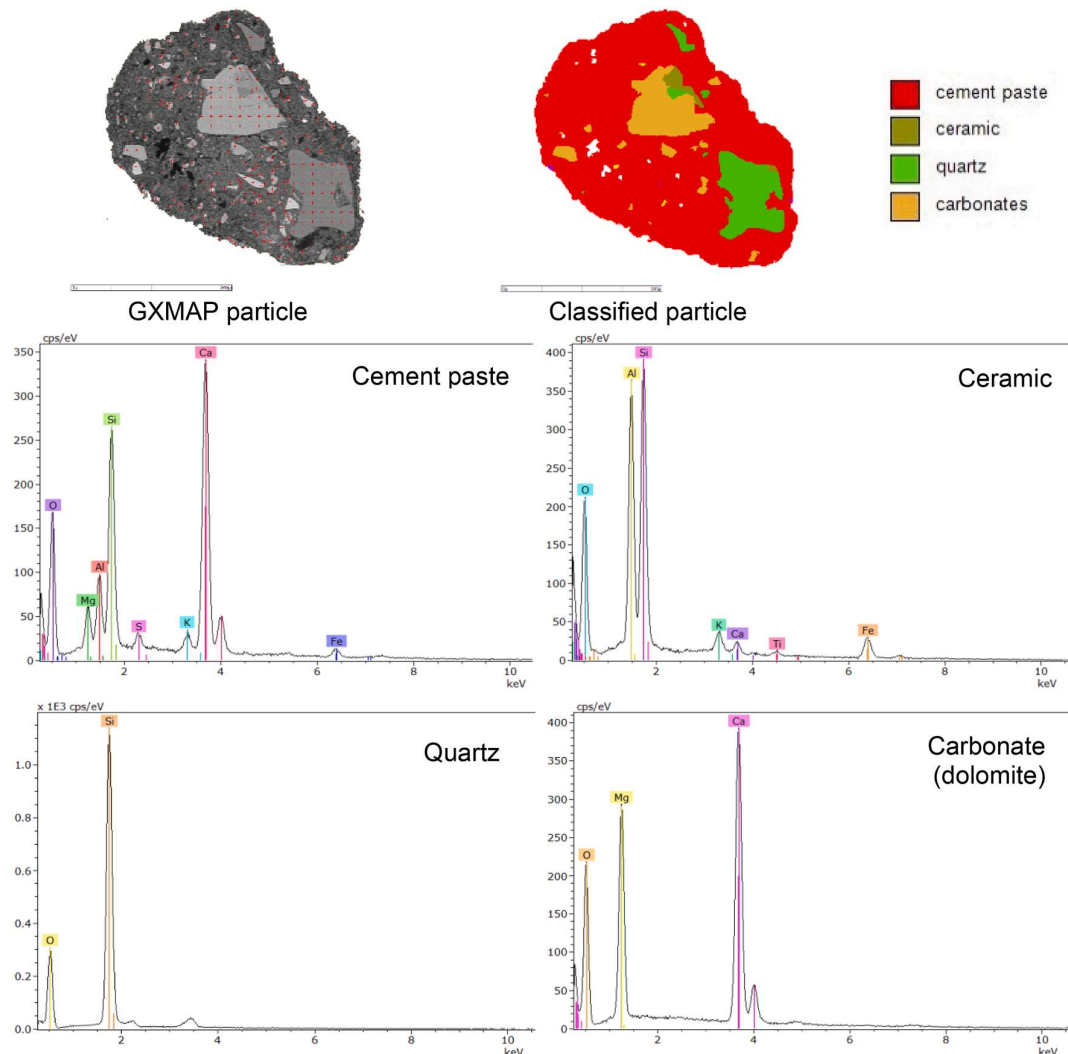 cement paste
ceramic
quartz
carbonates
GXMAP particle
Classified particle
cps/eV
Cement paste
350
300
250
200
150
100
50
0
Ca
Si
O
Al
Mg
S
K
Fe
2
4
6
8
10
keV
cps/eV
Ceramic
400
350
300
250
200
150
100
50
0
Si
Al
O
K
Ca
Ti
Fe
2
4
6
8
10
keV
x 1E3 cps/eV
Quartz
1.0
0.8
0.6
0.4
0.2
0.0
Si
O
2
4
6
8
10
keV
cps/eV
Carbonate
(dolomite)
400
350
300
250
200
150
100
50
0
Ca
Mg
O
2
4
6
8
10
keV